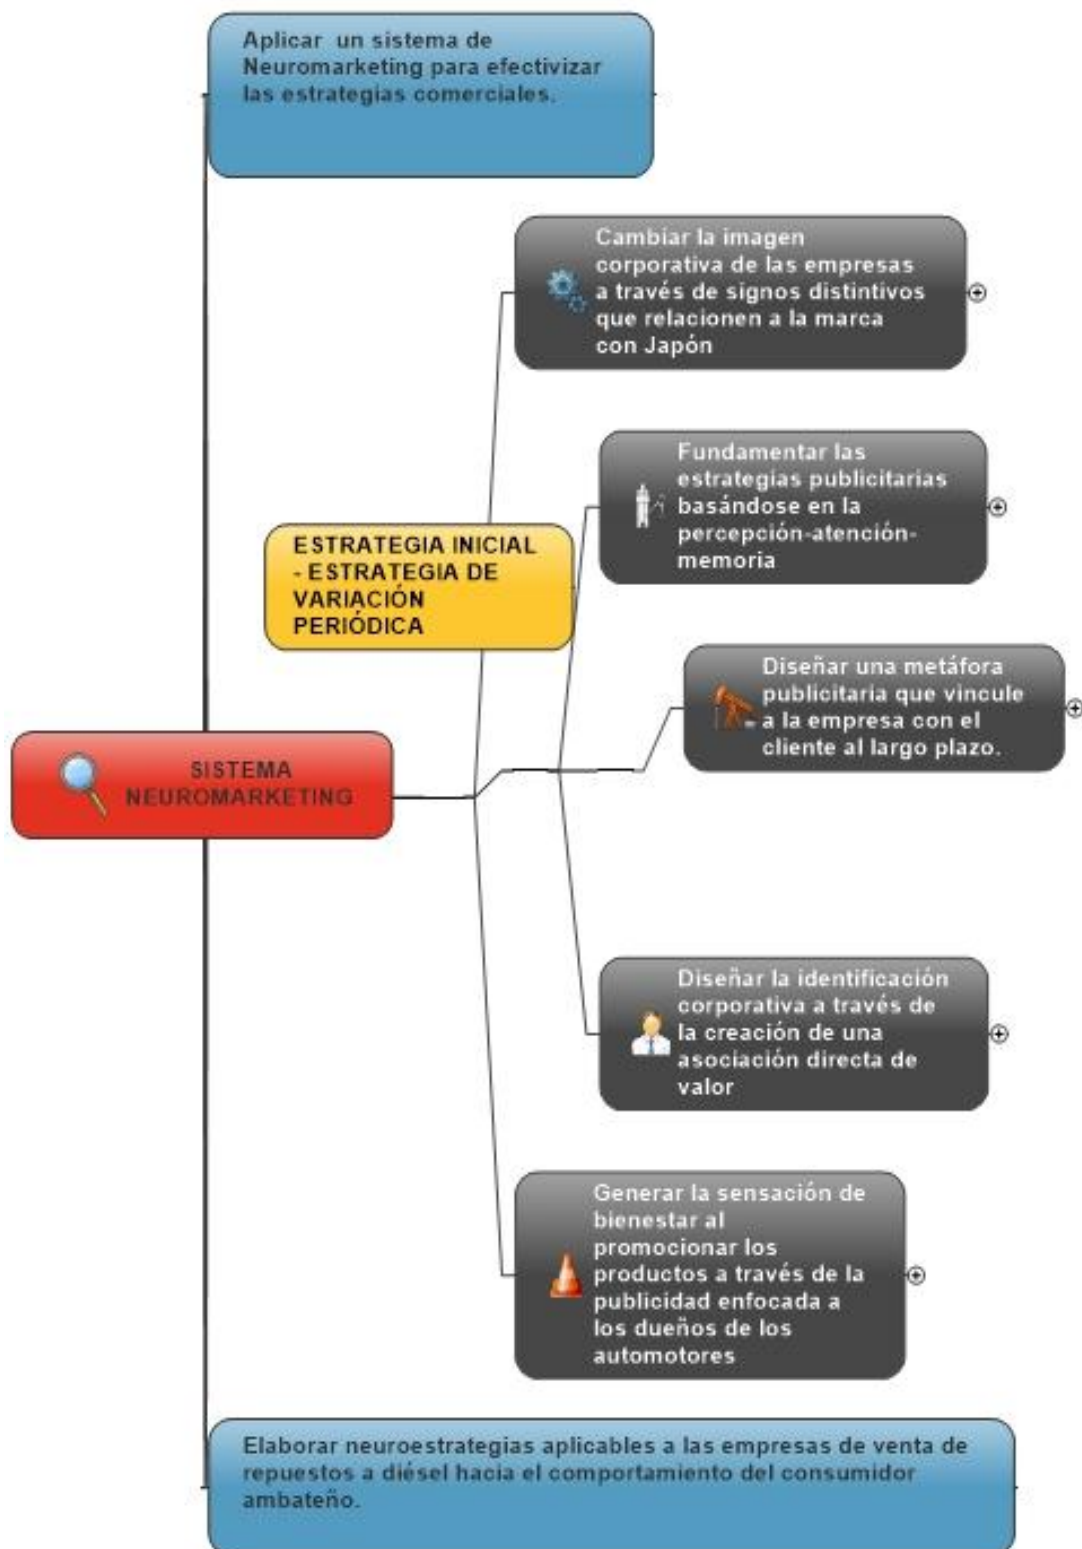 Aplicar un sistema de
Neuromarketing para efectivizar
las estrategias comerciales.
Cambiar la imagen
corporativa de las empresas
a través de signos distintivos
que relacionen a la marca
con Japón
Fundamentar las
estrategias publicitarias
basándose en la
percepción-atención-
memoria
ESTRATEGIA INICIAL
- ESTRATEGIA DE
VARIACIÓN
PERIÓDICA
Diseñar una metáfora
publicitaria que vincule
a la empresa con el
cliente al largo plazo.
SISTEMA
NEUROMARKETING
Diseñar la identificación
corporativa a través de
la creación de una
asociación directa de
valor
Generar la sensación de
bienestar al
promocionar los
productos a través de la
publicidad enfocada a
los dueños de los
automotores
Elaborar neuroestrategias aplicables a las empresas de venta de
repuestos a diésel hacia el comportamiento del consumidor
ambateño.